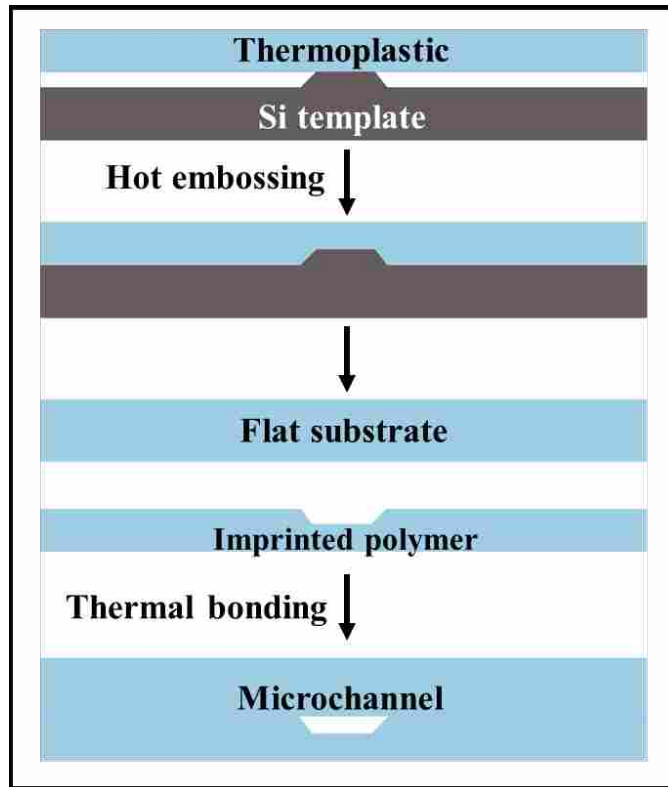 Thermoplastic
Si template
Hot embossing
Flat substrate
Imprinted polymer
Thermal bonding
Microchannel